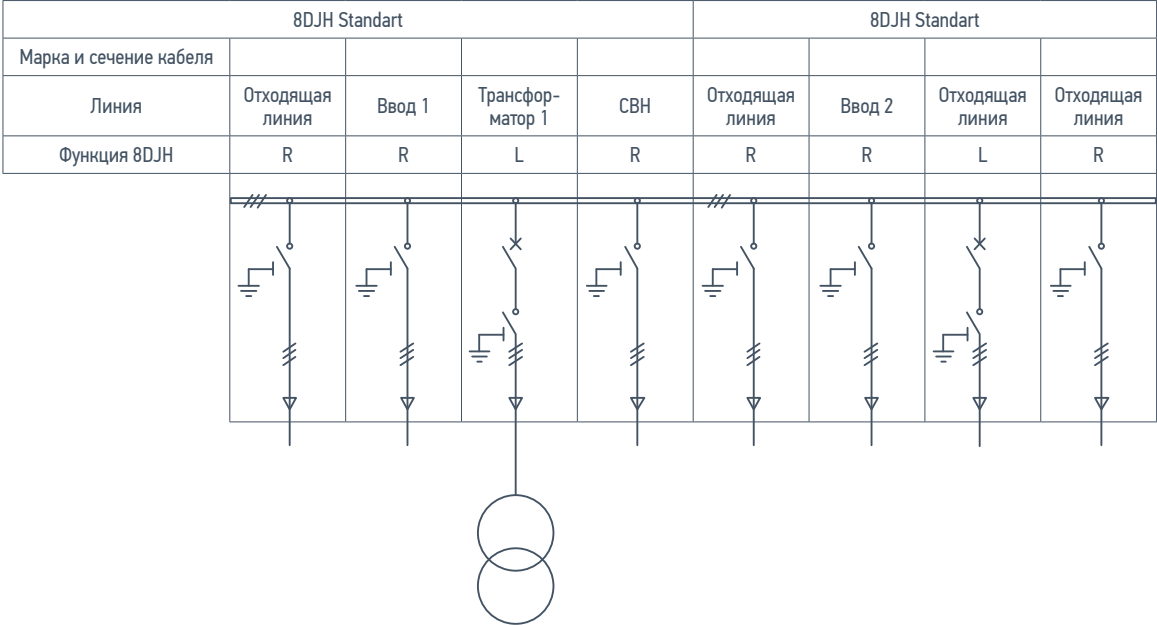 8DJH Standart 8DJH Standart
Марка и сечение кабеля
Линия
Отходящая
линия
Ввод 1
Трансфор-
матор 1
СВН
Отходящая
линия
Ввод 2
Отходящая
линия
Отходящая
линия
Функция 8DJH R R L R R R L R